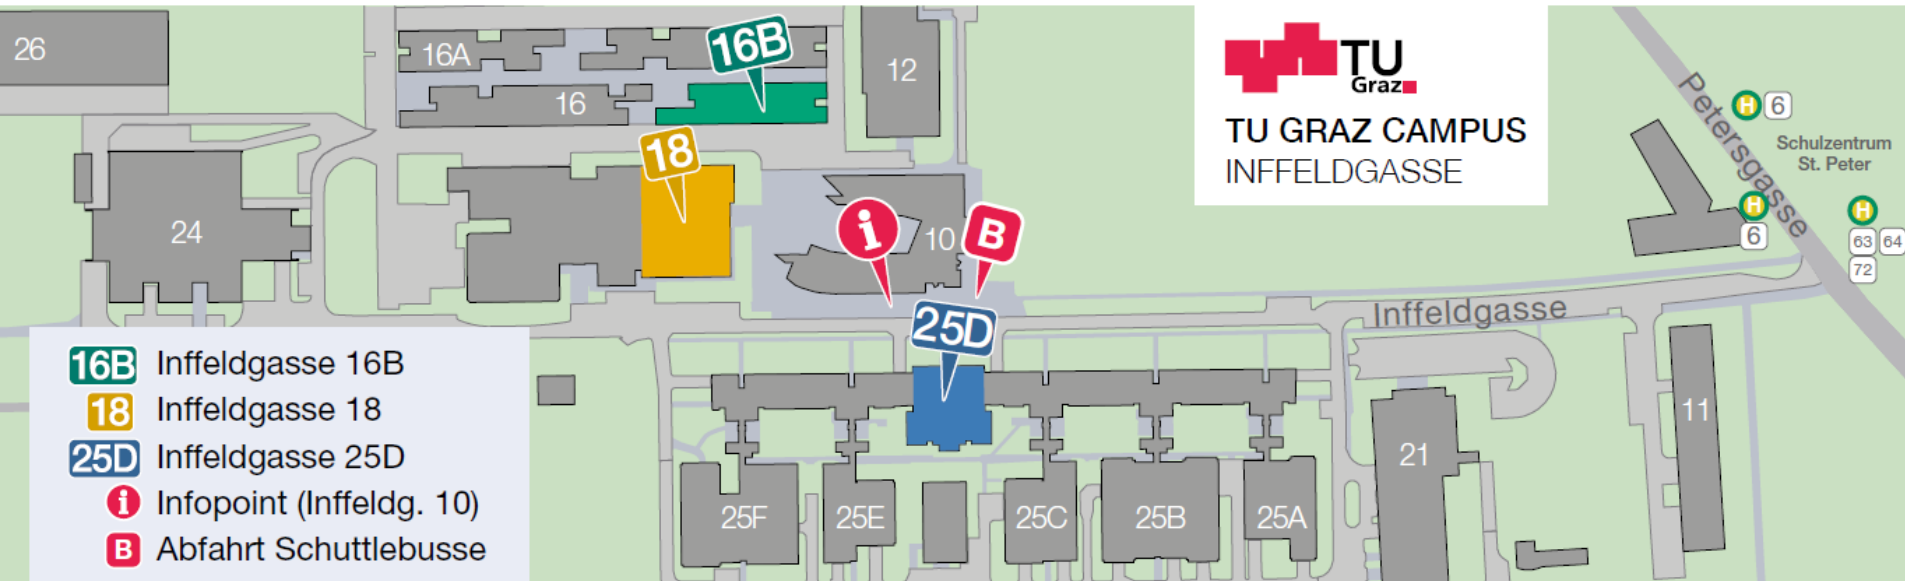 26
16A
16B
12
16
TU
Graz
TU GRAZ CAMPUS
INFFELDGASSE
Petersgasse
H 6
Schulzentrum
St. Peter
18
24
i
10
B
H
6
H
63 64
72
Inffeldgasse
25D
16B Inffeldgasse 16B
18 Inffeldgasse 18
25D Inffeldgasse 25D
i Infopoint (Inffeldg. 10)
B Abfahrt Schuttlebusse
11
21
25F
25E
25C
25B
25A